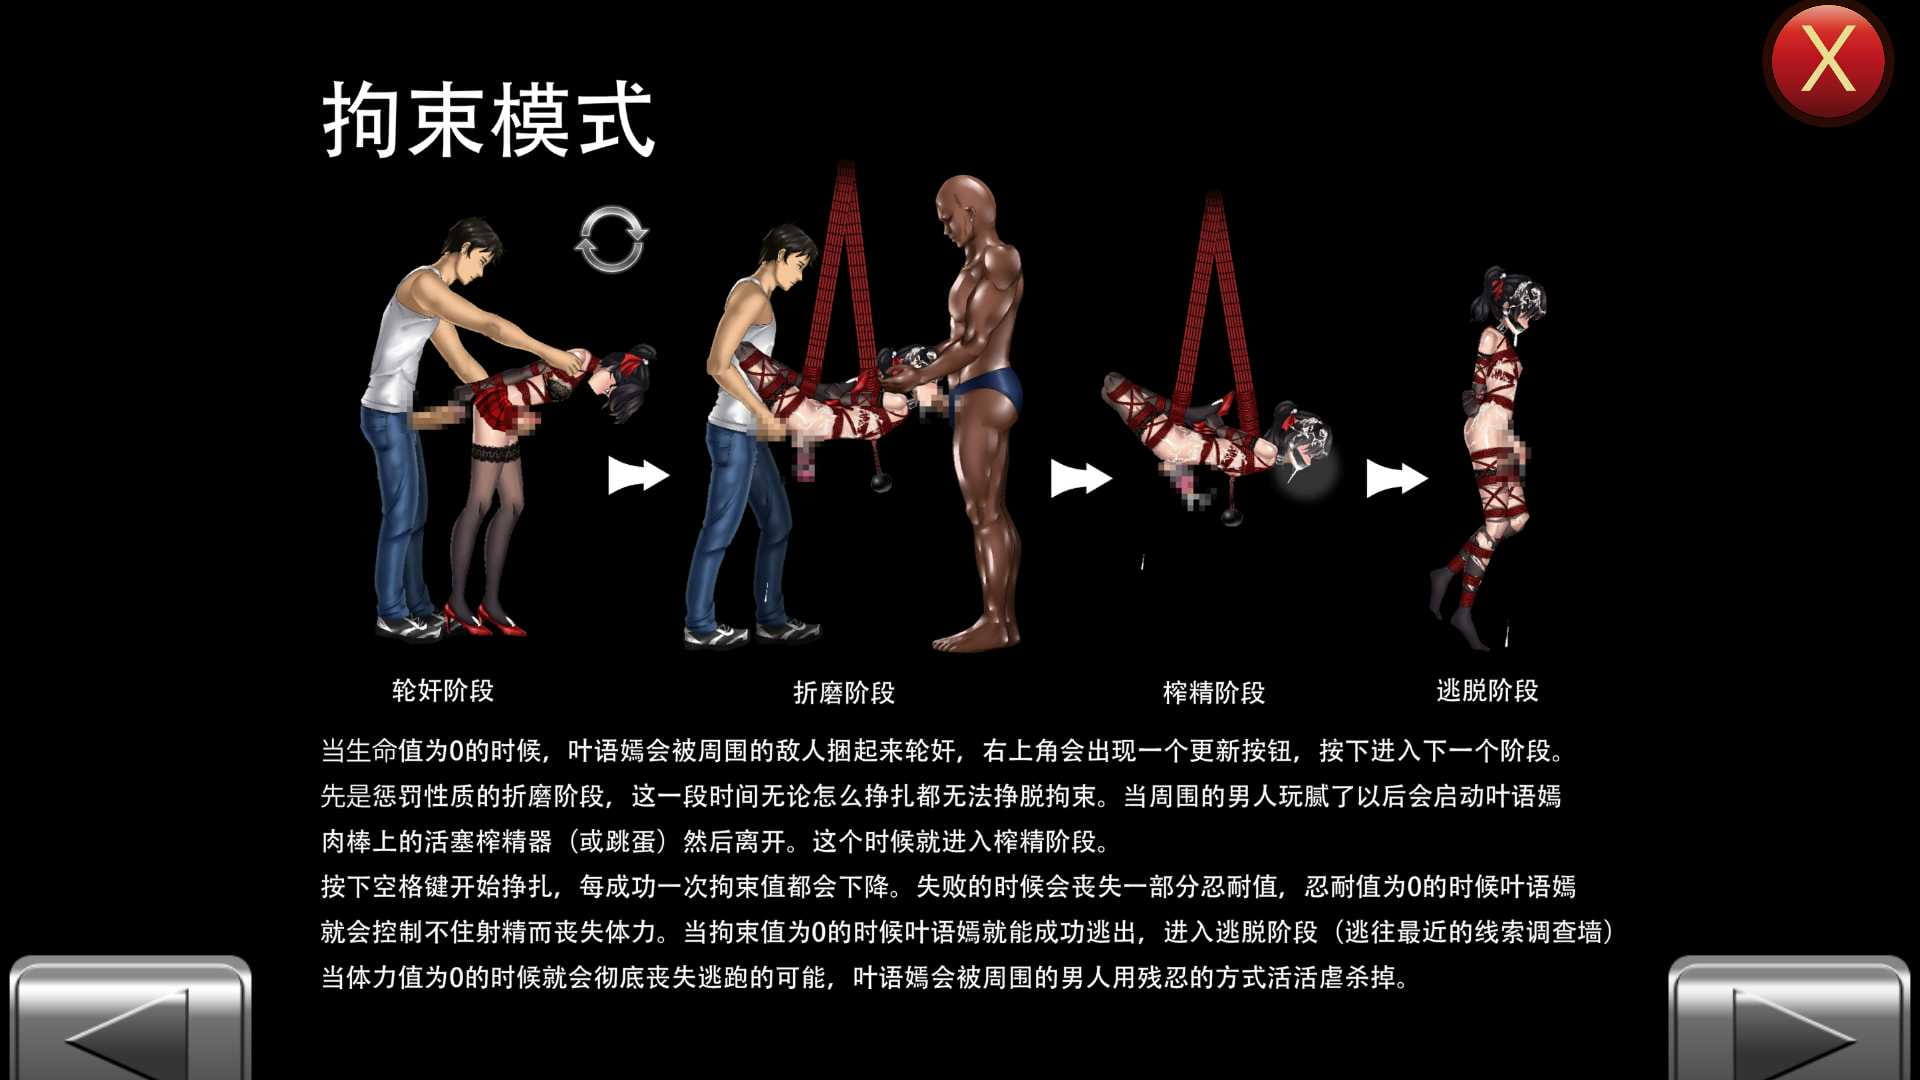 拘束模式
X
轮奸阶段
折磨阶段
榨精阶段
逃脱阶段
当生命值为0的时候，叶语嫣会被周围的敌人捆起来轮奸，右上角会出现一个更新按钮，按下进入下一个阶段。
先是惩罚性质的折磨阶段，这一段时间无论怎么挣扎都无法挣脱拘束。当周围的男人玩腻了以后会启动叶语嫣
肉棒上的活塞榨精器（或跳蛋）然后离开。这个时候就进入榨精阶段。
按下空格键开始挣扎，每成功一次拘束值都会下降。失败的时候会丧失一部分忍耐值，忍耐值为0的时候叶语嫣
就会控制不住射精而丧失体力。当拘束值为0的时候叶语嫣就能成功逃出，进入逃脱阶段（逃往最近的线索调查墙）
当体力值为0的时候就会彻底丧失逃跑的可能，叶语嫣会被周围的男人用残忍的方式活活虐杀掉。